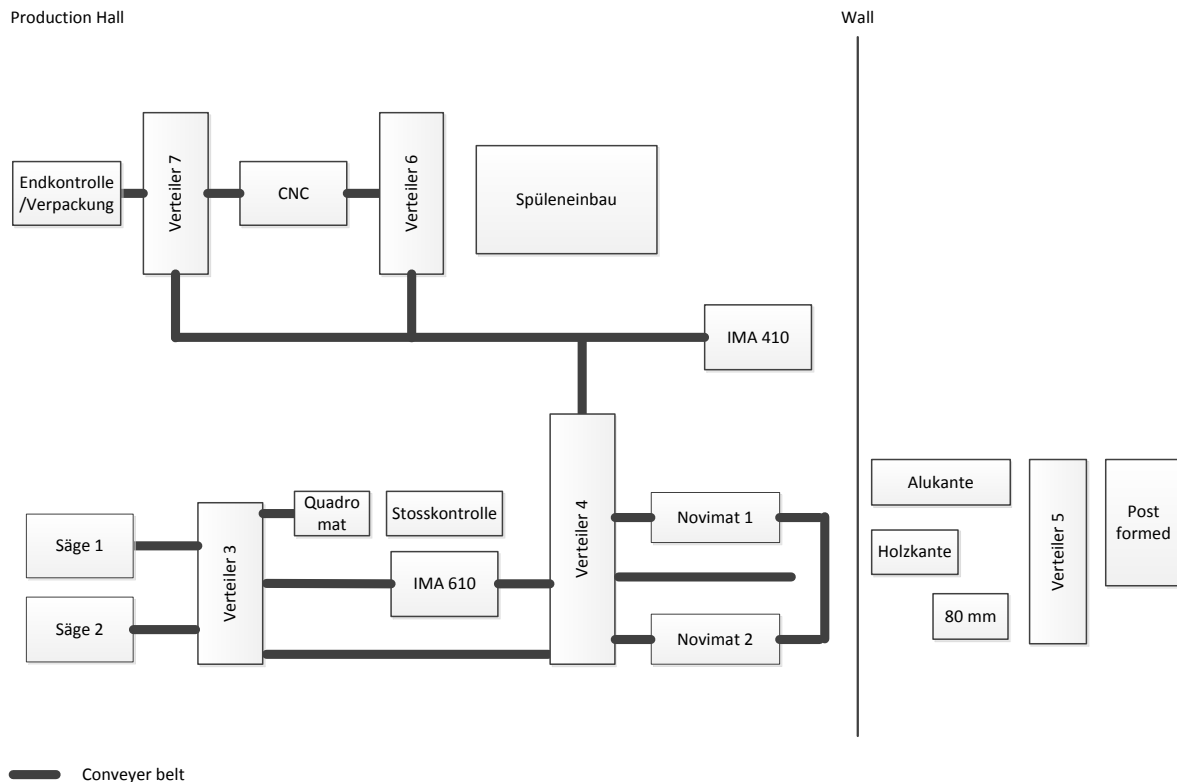 Production Hall
Wall
Endkontrolle
/Verpackung
Verteiler 7
CNC
Verteiler 6
Spüleneinbau
IMA 410
Säge 1
Säge 2
Verteiler 3
Quadro
mat
Stosskontrolle
IMA 610
Verteiler 4
Novimat 1
Novimat 2
Alukante
Holzkante
80 mm
Verteiler 5
Post
formed
Conveyer belt